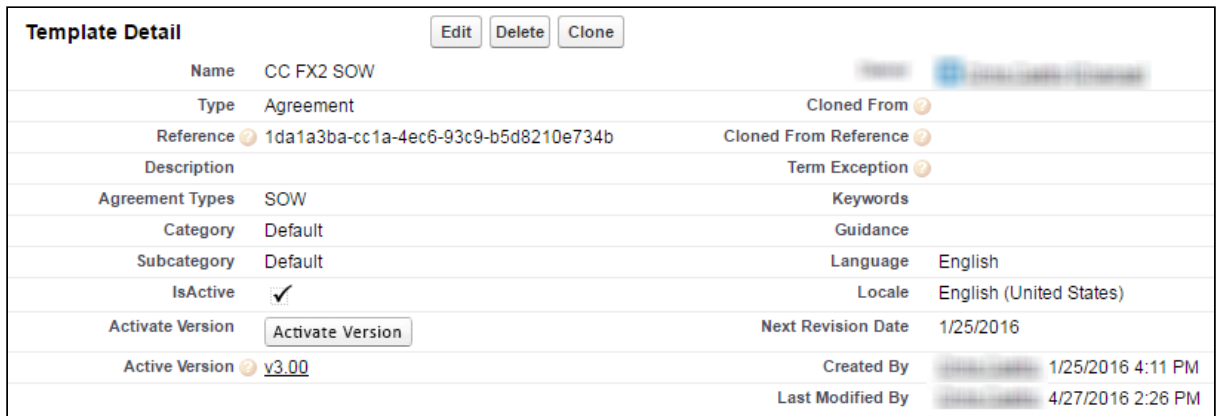 Template Detail Edit Delete Clone
Name CC FX2 SOW
Type Agreement Cloned From ?
Reference ? 1da1a3ba-cc1a-4ec6-93c9-b5d8210e734b Cloned From Reference ?
Description Term Exception ?
Agreement Types SOW Keywords
Category Default Guidance
Subcategory Default Language English
IsActive Locale English (United States)
Activate Version Activate Version Next Revision Date 1/25/2016
Active Version ? v3.00 Created By 1/25/2016 4:11 PM
Last Modified By 4/27/2016 2:26 PM